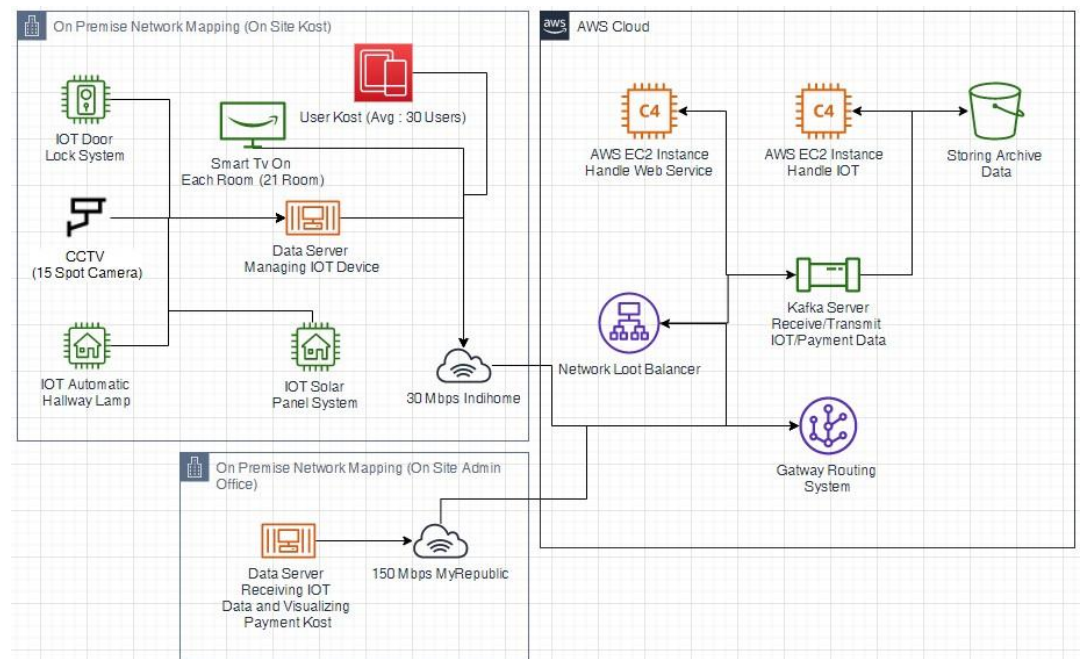 On Premise Network Mapping (On Site Kost)
IOT Door
Lock System
Smart Tv On
Each Room (21 Room)
User Kost (Avg : 30 Users)
CCTV
(15 Spot Camera)
Data Server
Managing IOT Device
IOT Automatic
Hallway Lamp
IOT Solar
Panel System
30 Mbps Indihome
On Premise Network Mapping (On Site Admin
Office)
Data Server
Receiving IOT
Data and Visualizing
Payment Kost
150 Mbps MyRepublic
aws
AWS Cloud
C4
AWS EC2 Instance
Handle Web Service
C4
AWS EC2 Instance
Handle IOT
Storing Archive
Data
Kafka Server
Receive/Transmit
IOT/Payment Data
Network Loot Balancer
Gatway Routing
System